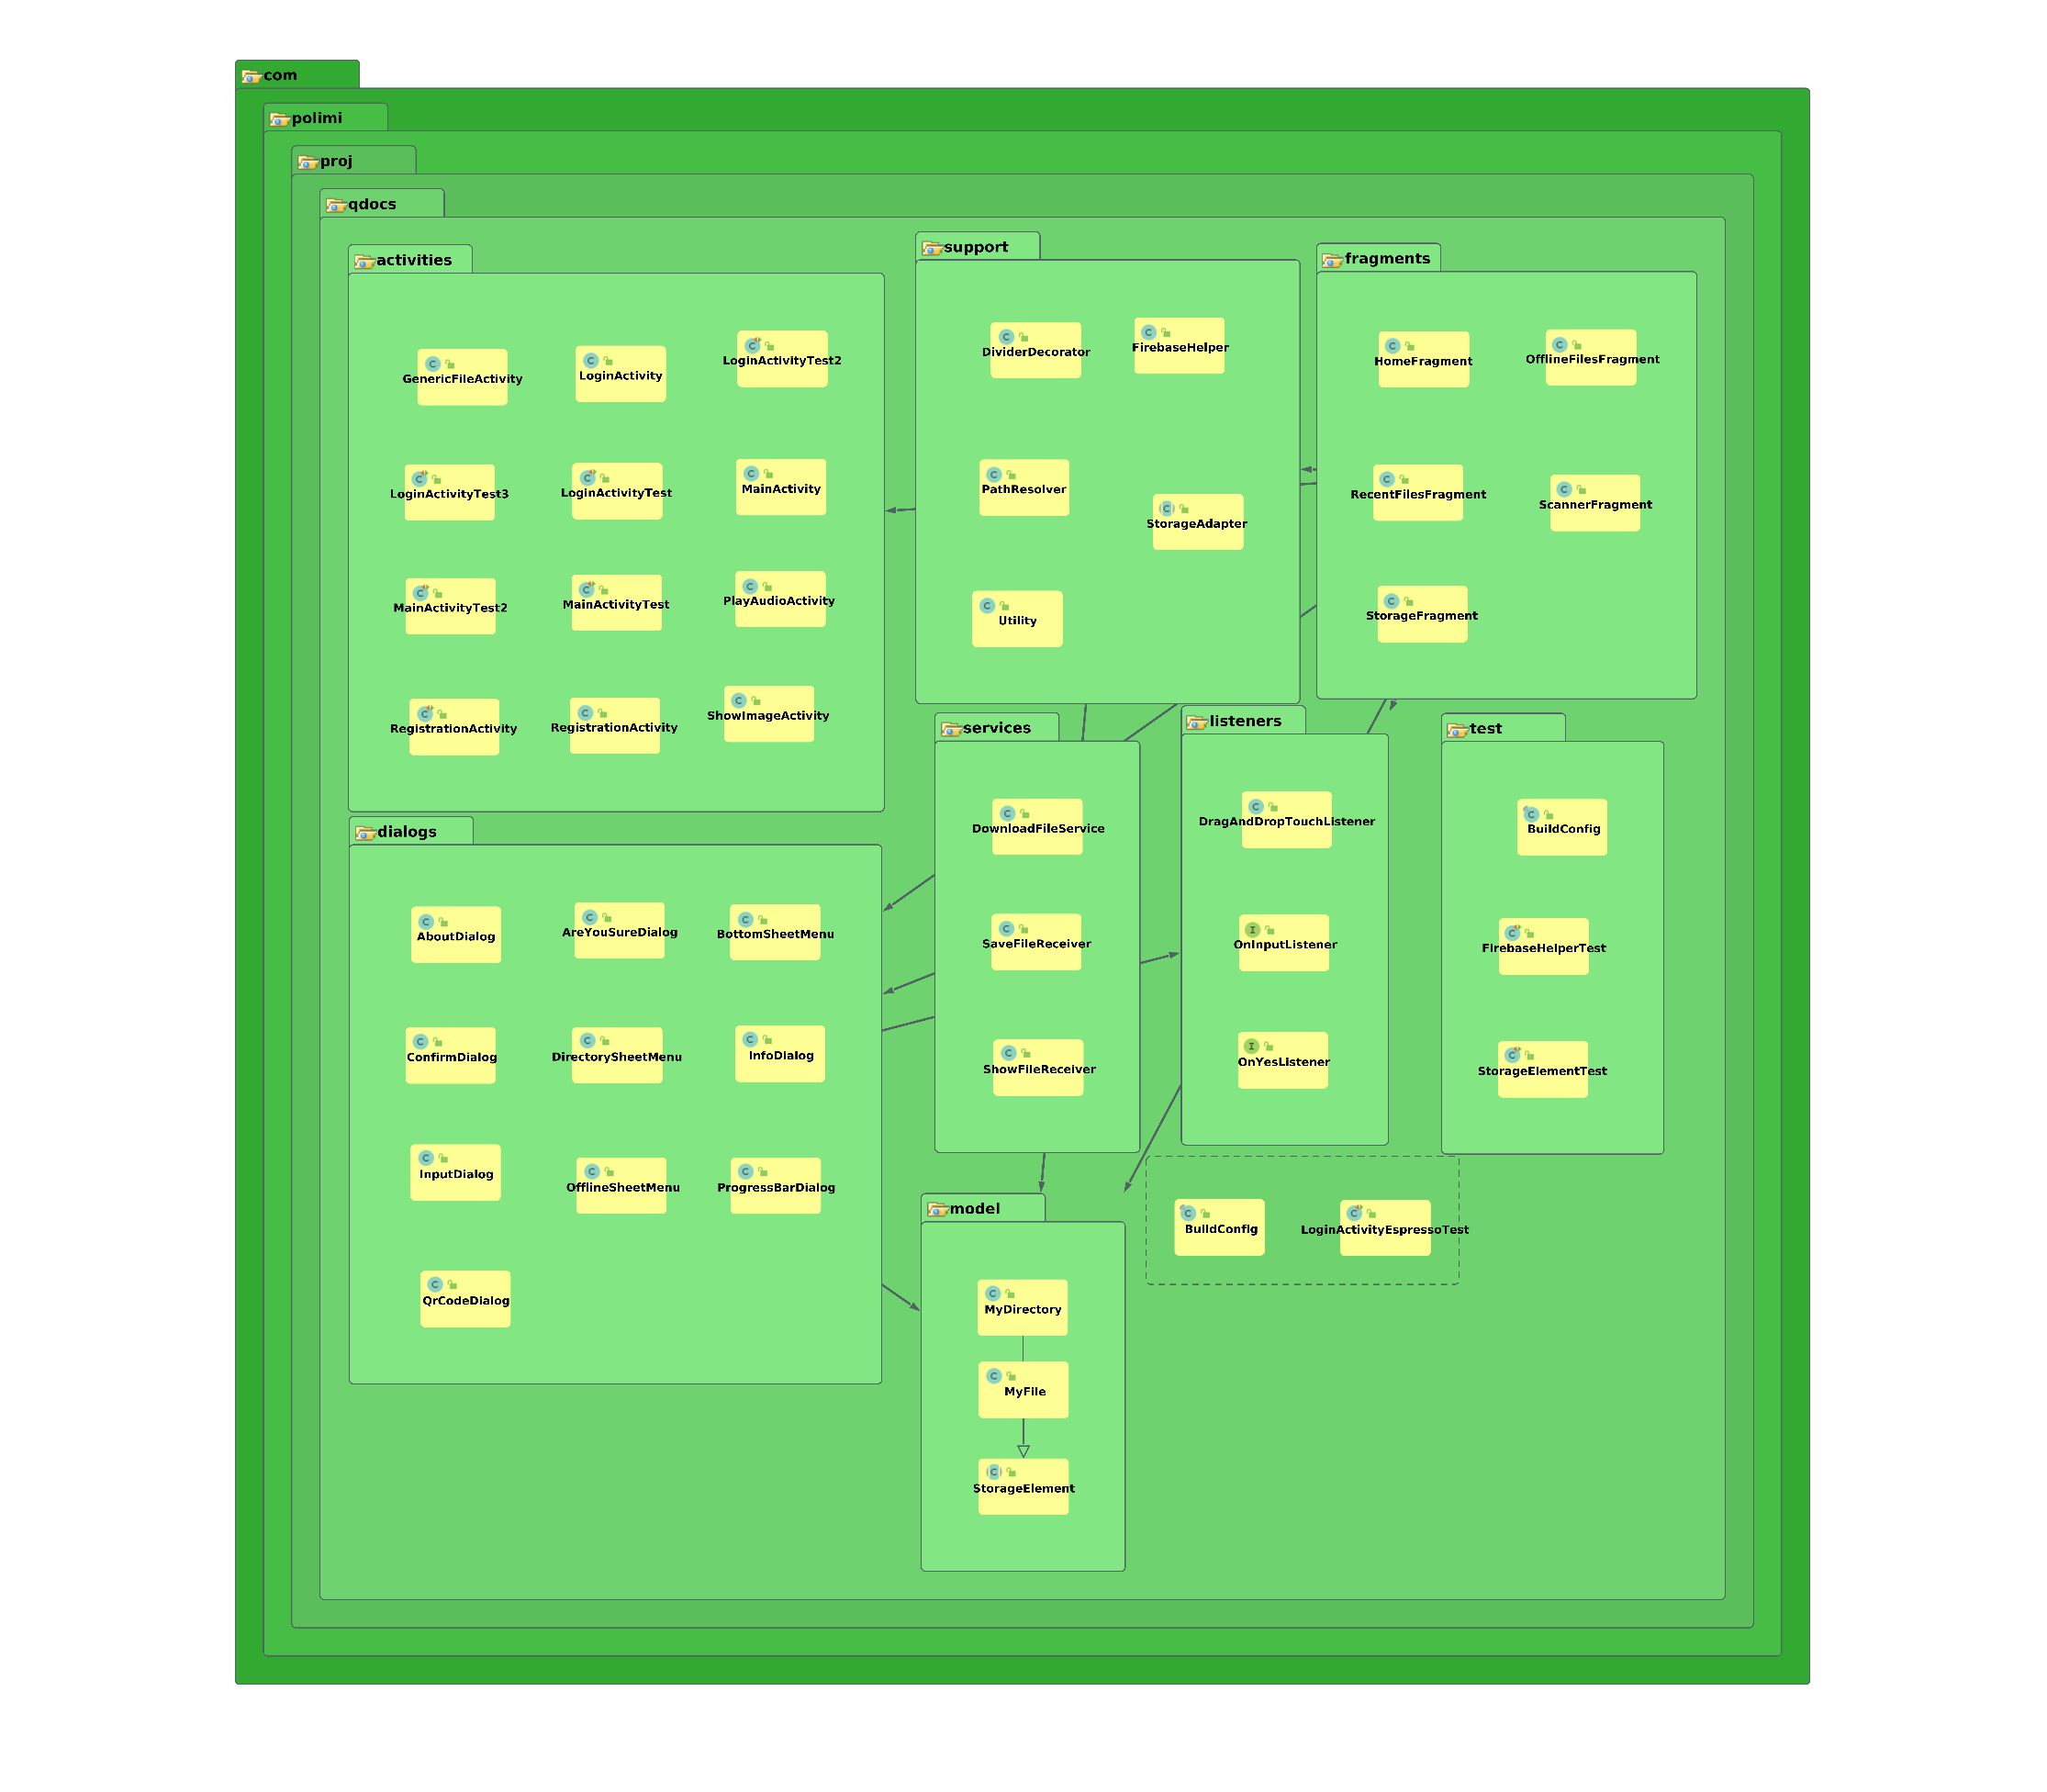 com
polimi
proj
qdocs
activities
GenericFileActivity
LoginActivity
LoginActivityTest2
LoginActivityTest3
LoginActivityTest
MainActivity
MainActivityTest2
MainActivityTest
PlayAudioActivity
RegistrationActivity
RegistrationActivity
ShowImageActivity
support
DividerDecorator
FirebaseHelper
PathResolver
StorageAdapter
Utility
fragments
HomeFragment
OfflineFilesFragment
RecentFilesFragment
ScannerFragment
StorageFragment
dialogs
AboutDialog
AreYouSureDialog
BottomSheetMenu
ConfirmDialog
DirectorySheetMenu
InfoDialog
InputDialog
OfflineSheetMenu
ProgressBarDialog
QrCodeDialog
services
DownloadFileService
SaveFileReceiver
ShowFileReceiver
listeners
DragAndDropTouchListener
OnInputListener
OnYesListener
test
BuildConfig
FirebaseHelperTest
StorageElementTest
BuildConfig
LoginActivityEspressoTest
model
MyDirectory
MyFile
StorageElement